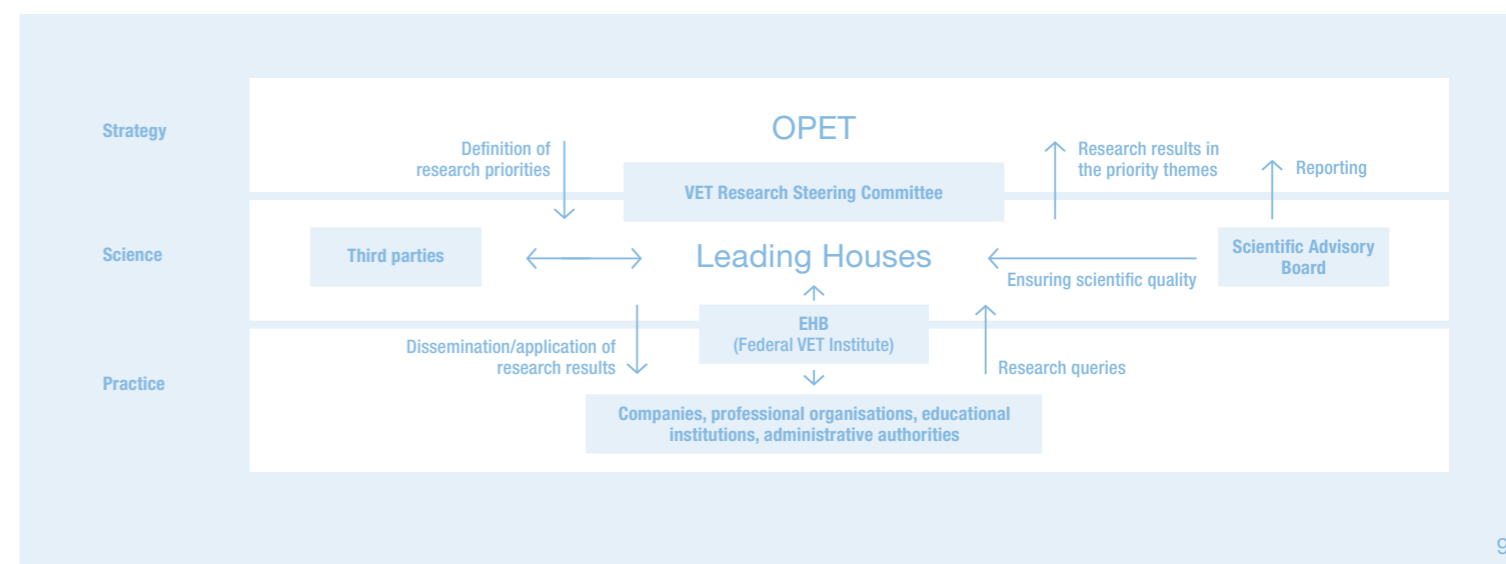 Strategy
OPET
Definition of
research priorities
Research results in
the priority themes
Reporting
VET Research Steering Committee
Science
Third parties
Leading Houses
Scientific Advisory
Board
Ensuring scientific quality
EHB
(Federal VET Institute)
Dissemination/application of
research results
Research queries
Practice
Companies, professional organisations, educational
institutions, administrative authorities
9